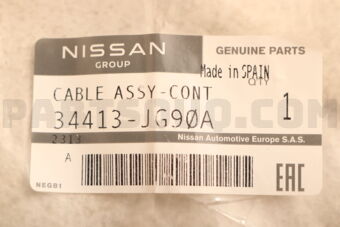 NISSAN
GROUP
GENUINE PARTS
Made in SPAIN
QTY
CABLE ASSY-CONT
1
34413-JG90A
2313
Nissan Automotive Europe S.A.S.
A
NEGB1
EAC